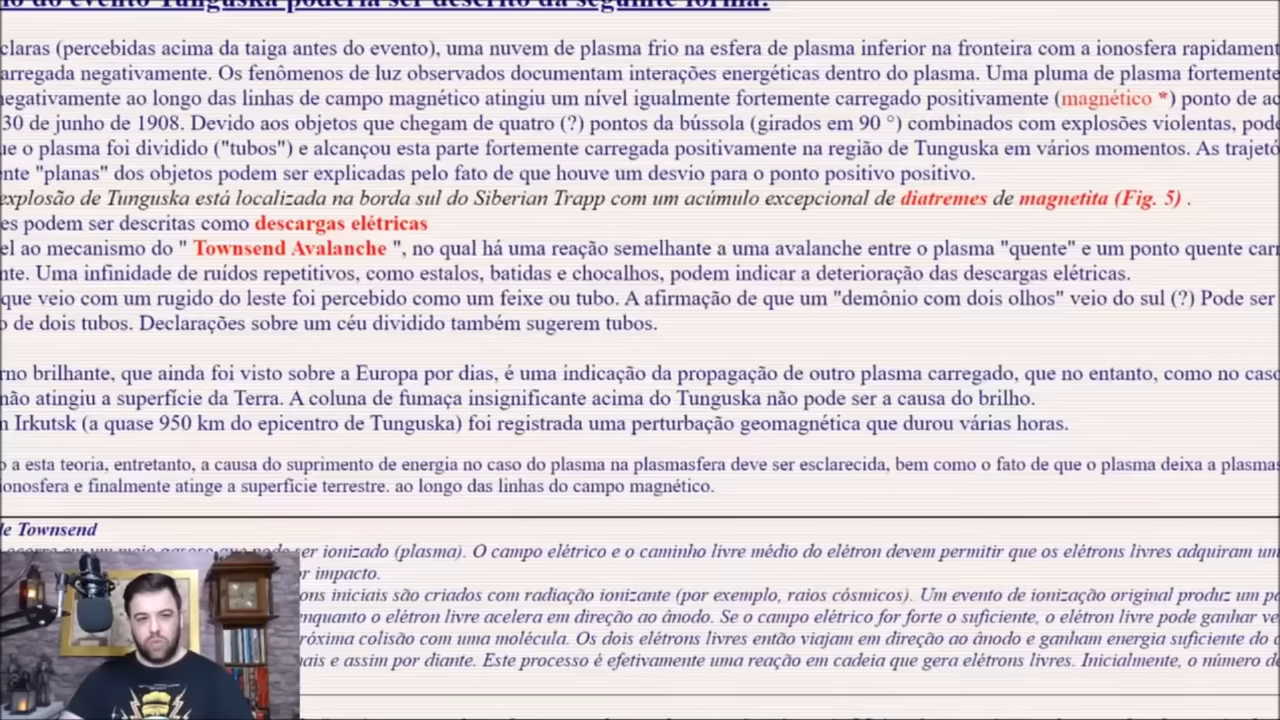 do evento Tunguska poderia ser descrito da seguinte forma:
claras (percebidas acima da taiga antes do evento), uma nuvem de plasma frio na esfera de plasma inferior na fronteira com a ionosfera
arregada negativamente. Os fenômenos de luz observados documentam interações energéticas dentro do plasma. Uma pluma de plasma fortemente
negativamente ao longo das linhas de campo magnético atingiu um nível igualmente fortemente carregado positivamente (magnético *) ponto de
30 de junho de 1908. Devido aos objetos que chegam de quatro (?) pontos da bússola (girados em 90 °) combinados com explosões violentas,
ue o plasma foi dividido ("tubos") e alcançou esta parte fortemente carregada positivamente na região de Tunguska em vários momentos. As
nte "planas" dos objetos podem ser explicadas pelo fato de que houve um desvio para o ponto positivo positivo.
explosão de Tunguska está localizada na borda sul do Siberian Trapp com um acúmulo excepcional de diatremes de magnetita (Fig. 5) .
es podem ser descritas como descargas elétricas
el ao mecanismo do " Townsend Avalanche ", no qual há uma reação semelhante a uma avalanche entre o plasma "quente" e um ponto quente
nte. Uma infinidade de ruídos repetitivos, como estalos, batidas e chocalhos, podem indicar a deterioração das descargas elétricas.
que veio com um rugido do leste foi percebido como um feixe ou tubo. A afirmação de que um "demônio com dois olhos" veio do sul (?) Pode ser
o de dois tubos. Declarações sobre um céu dividido também sugerem tubos.
rno brilhante, que ainda foi visto sobre a Europa por dias, é uma indicação da propagação de outro plasma carregado, que no entanto, como no caso
não atingiu a superfície da Terra. A coluna de fumaça insignificante acima do Tunguska não pode ser a causa do brilho.
Irkutsk (a quase 950 km do epicentro de Tunguska) foi registrada uma perturbação geomagnética que durou várias horas.
o a esta teoria, entretanto, a causa do suprimento de energia no caso do plasma na plasmasfera deve ser esclarecida, bem como o fato de que o plasma deixa a
ionosfera e finalmente atinge a superfície terrestre. ao longo das linhas do campo magnético.
de Townsend
ser ionizado (plasma). O campo elétrico e o caminho livre médio do elétron devem permitir que os elétrons livres adquiram
r impacto.
ons iniciais são criados com radiação ionizante (por exemplo, raios cósmicos). Um evento de ionização original produz um
nquanto o elétron livre acelera em direção ao ânodo. Se o campo elétrico for forte o suficiente, o elétron livre pode ganhar
róxima colisão com uma molécula. Os dois elétrons livres então viajam em direção ao ânodo e ganham energia suficiente do
ais e assim por diante. Este processo é efetivamente uma reação em cadeia que gera elétrons livres. Inicialmente, o número